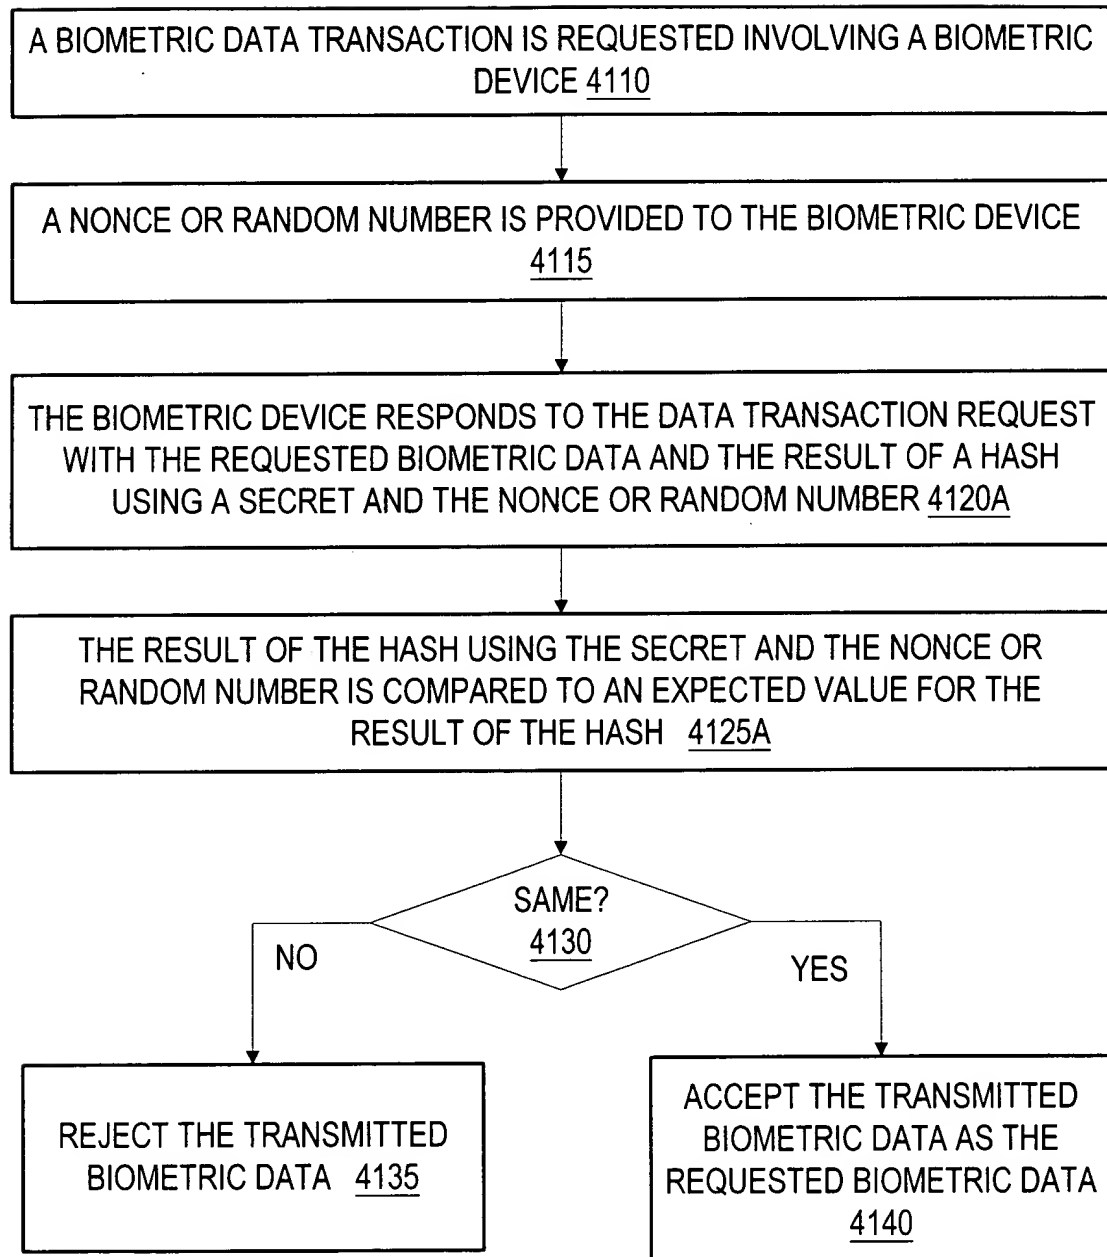 A BIOMETRIC DATA TRANSACTION IS REQUESTED INVOLVING A BIOMETRIC
DEVICE 4110
A NONCE OR RANDOM NUMBER IS PROVIDED TO THE BIOMETRIC DEVICE
4115
THE BIOMETRIC DEVICE RESPONDS TO THE DATA TRANSACTION REQUEST
WITH THE REQUESTED BIOMETRIC DATA AND THE RESULT OF A HASH
USING A SECRET AND THE NONCE OR RANDOM NUMBER 4120A
THE RESULT OF THE HASH USING THE SECRET AND THE NONCE OR
RANDOM NUMBER IS COMPARED TO AN EXPECTED VALUE FOR THE
RESULT OF THE HASH 4125A
SAME?
4130
NO
YES
REJECT THE TRANSMITTED
BIOMETRIC DATA 4135
ACCEPT THE TRANSMITTED
BIOMETRIC DATA AS THE
REQUESTED BIOMETRIC DATA
4140